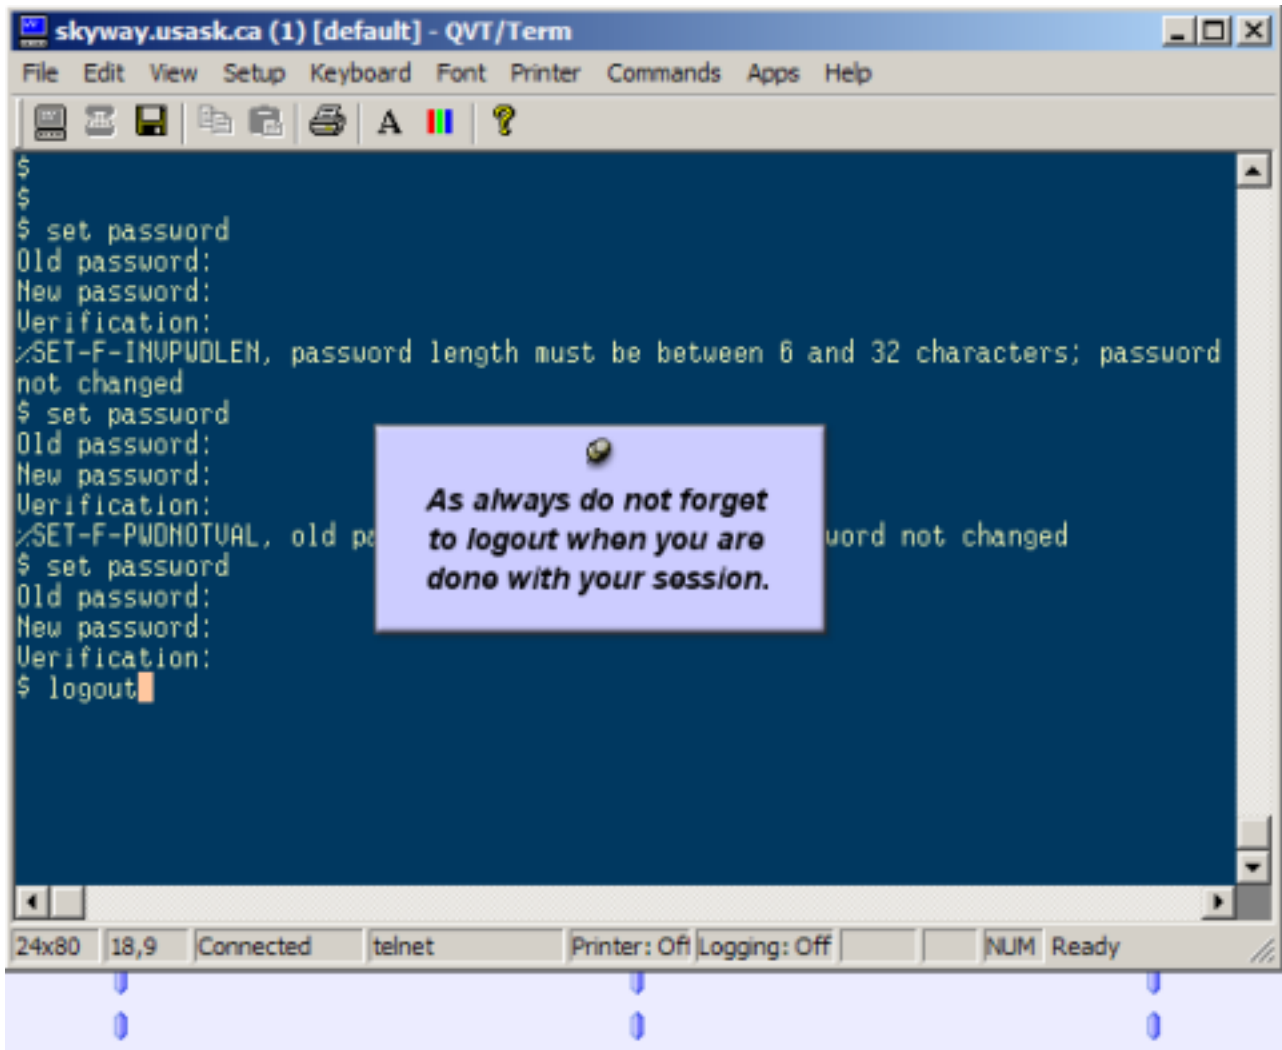 skyway.usask.ca (1) [default] - QVT/Term
File Edit View Setup Keyboard Font Printer Commands Apps Help
A
$
$
$ set password
Old password:
New password:
Verification:
%SET-F-INVPWDLEN, password length must be between 6 and 32 characters; password
not changed
$ set password
Old password:
New password:
Verification:
%SET-F-PWDNOTVAL, old pa word not changed
$ set password
Old password:
New password:
Verification:
$ logout
As always do not forget
to logout when you are
done with your session.
24x80 18,9 Connected telnet Printer: Off Logging: Off NUM Ready